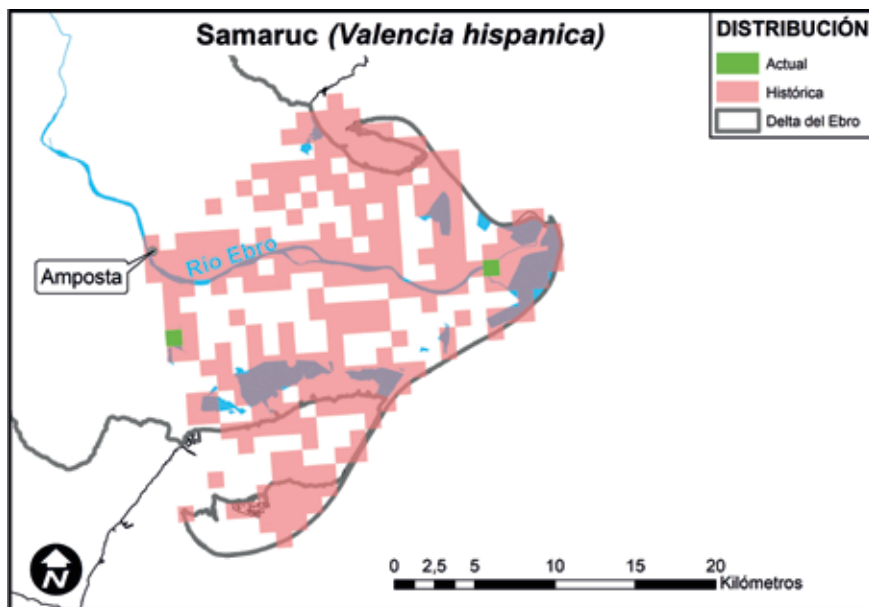 Samaruc (Valencia hispanica)
DISTRIBUCIÓN
Actual
Histórica
Delta del Ebro
Río Ebro
Amposta
N
0 2,5 5 10 15 20
Kilómetros